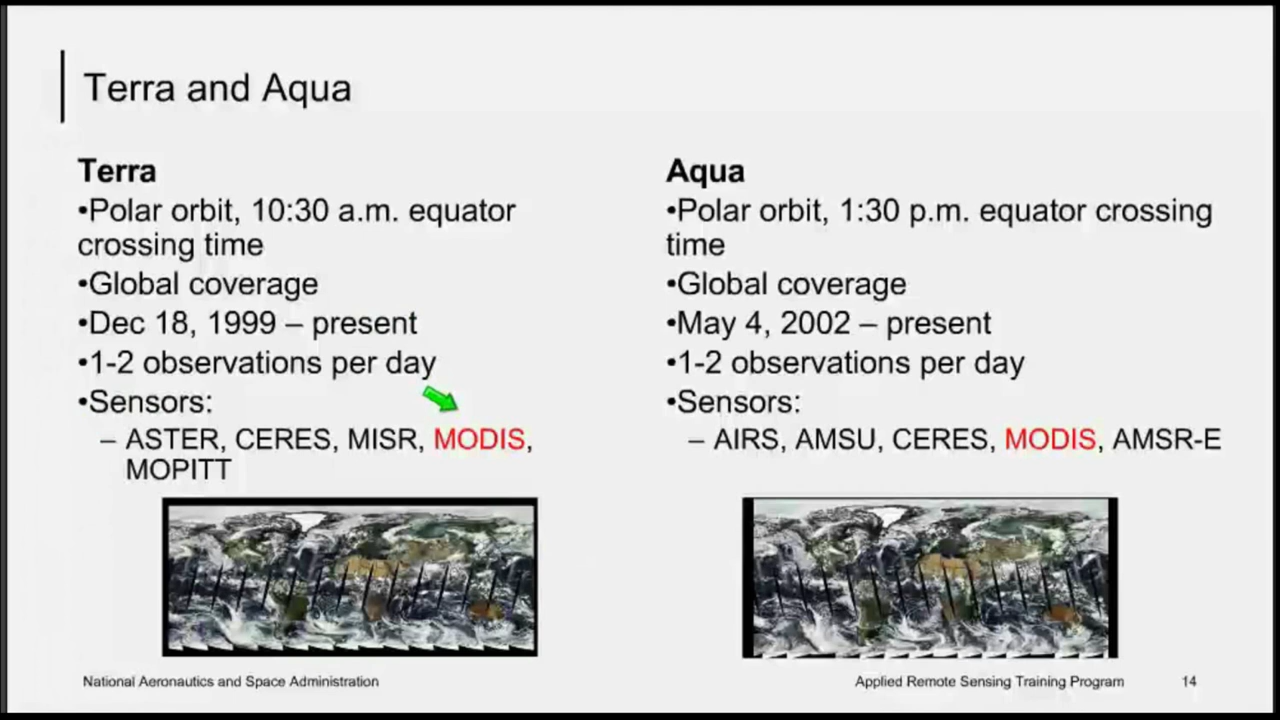 Terra and Aqua
Terra
•Polar orbit, 10:30 a.m. equator
crossing time
•Global coverage
•Dec 18, 1999 – present
•1-2 observations per day
•Sensors:
– ASTER, CERES, MISR, MODIS,
MOPITT
Aqua
•Polar orbit, 1:30 p.m. equator crossing
time
•Global coverage
•May 4, 2002 – present
•1-2 observations per day
•Sensors:
– AIRS, AMSU, CERES, MODIS, AMSR-E
National Aeronautics and Space Administration
Applied Remote Sensing Training Program
14